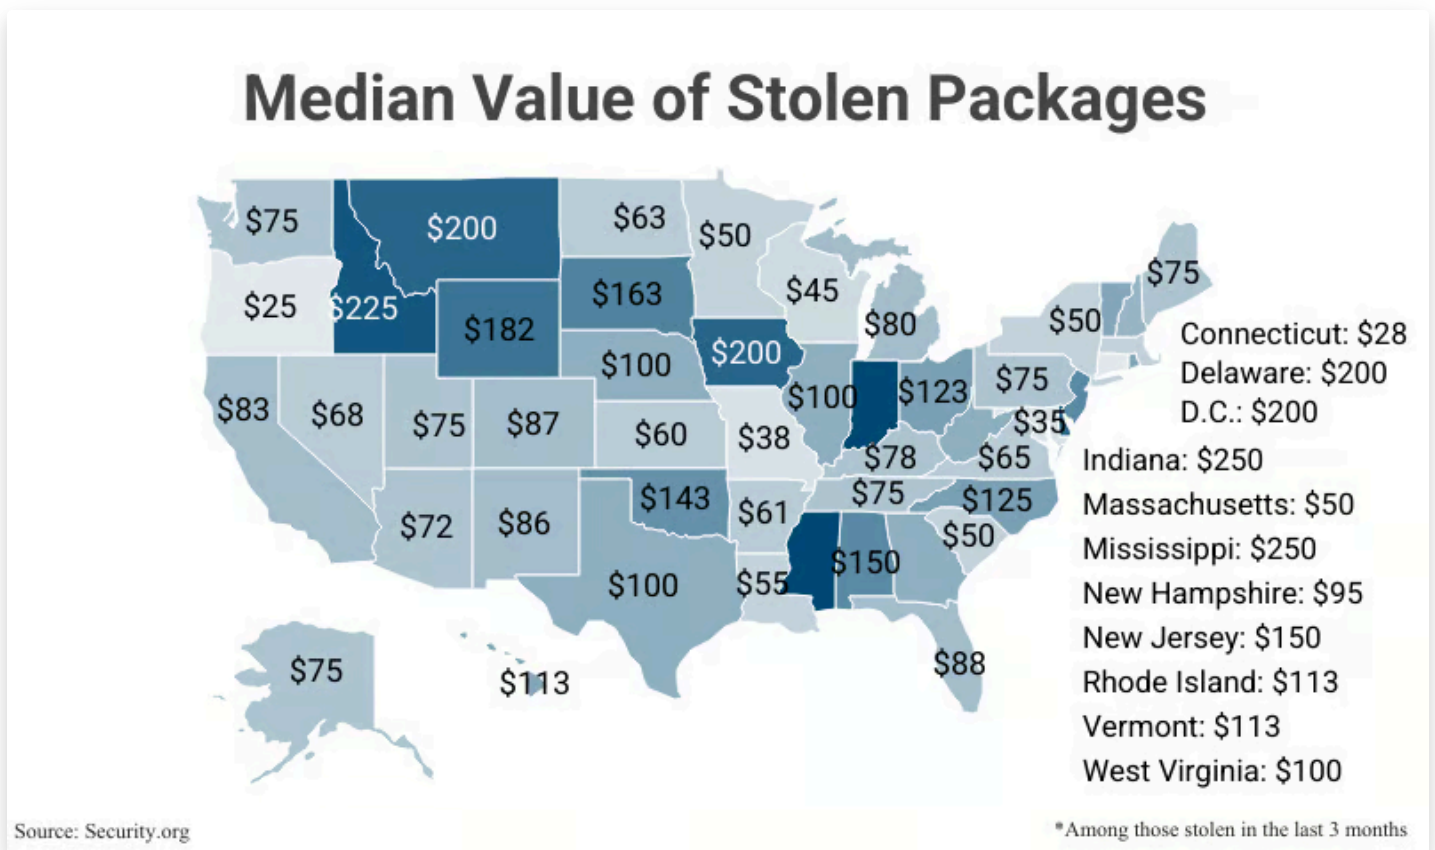 Median Value of Stolen Packages
$75
$200
$63
$50
$75
$25
$225
$182
$163
$45
$80
$50
Connecticut: $28
Delaware: $200
D.C.: $200
$83
$68
$75
$87
$100
$200
$100
$123
$75
$35
$60
$38
$78
$65
Indiana: $250
$72
$86
$143
$61
$75
$125
Massachusetts: $50
$100
$55
$150
$50
Mississippi: $250
New Hampshire: $95
New Jersey: $150
$75
$113
$88
Rhode Island: $113
Vermont: $113
West Virginia: $100
Source: Security.org
*Among those stolen in the last 3 months